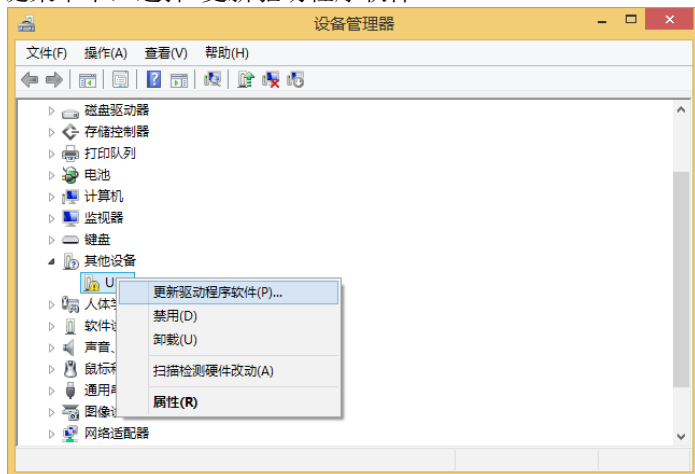 设备管理器
文件(F) 操作(A) 查看(V) 帮助(H)
磁盘驱动器
存储控制器
打印队列
电池
计算机
监视器
键盘
其他设备
U
更新驱动程序软件(P)...
人体
禁用(D)
软件
卸载(U)
声音、
扫描检测硬件改动(A)
鼠标
通用
属性(R)
图像
网络适配器